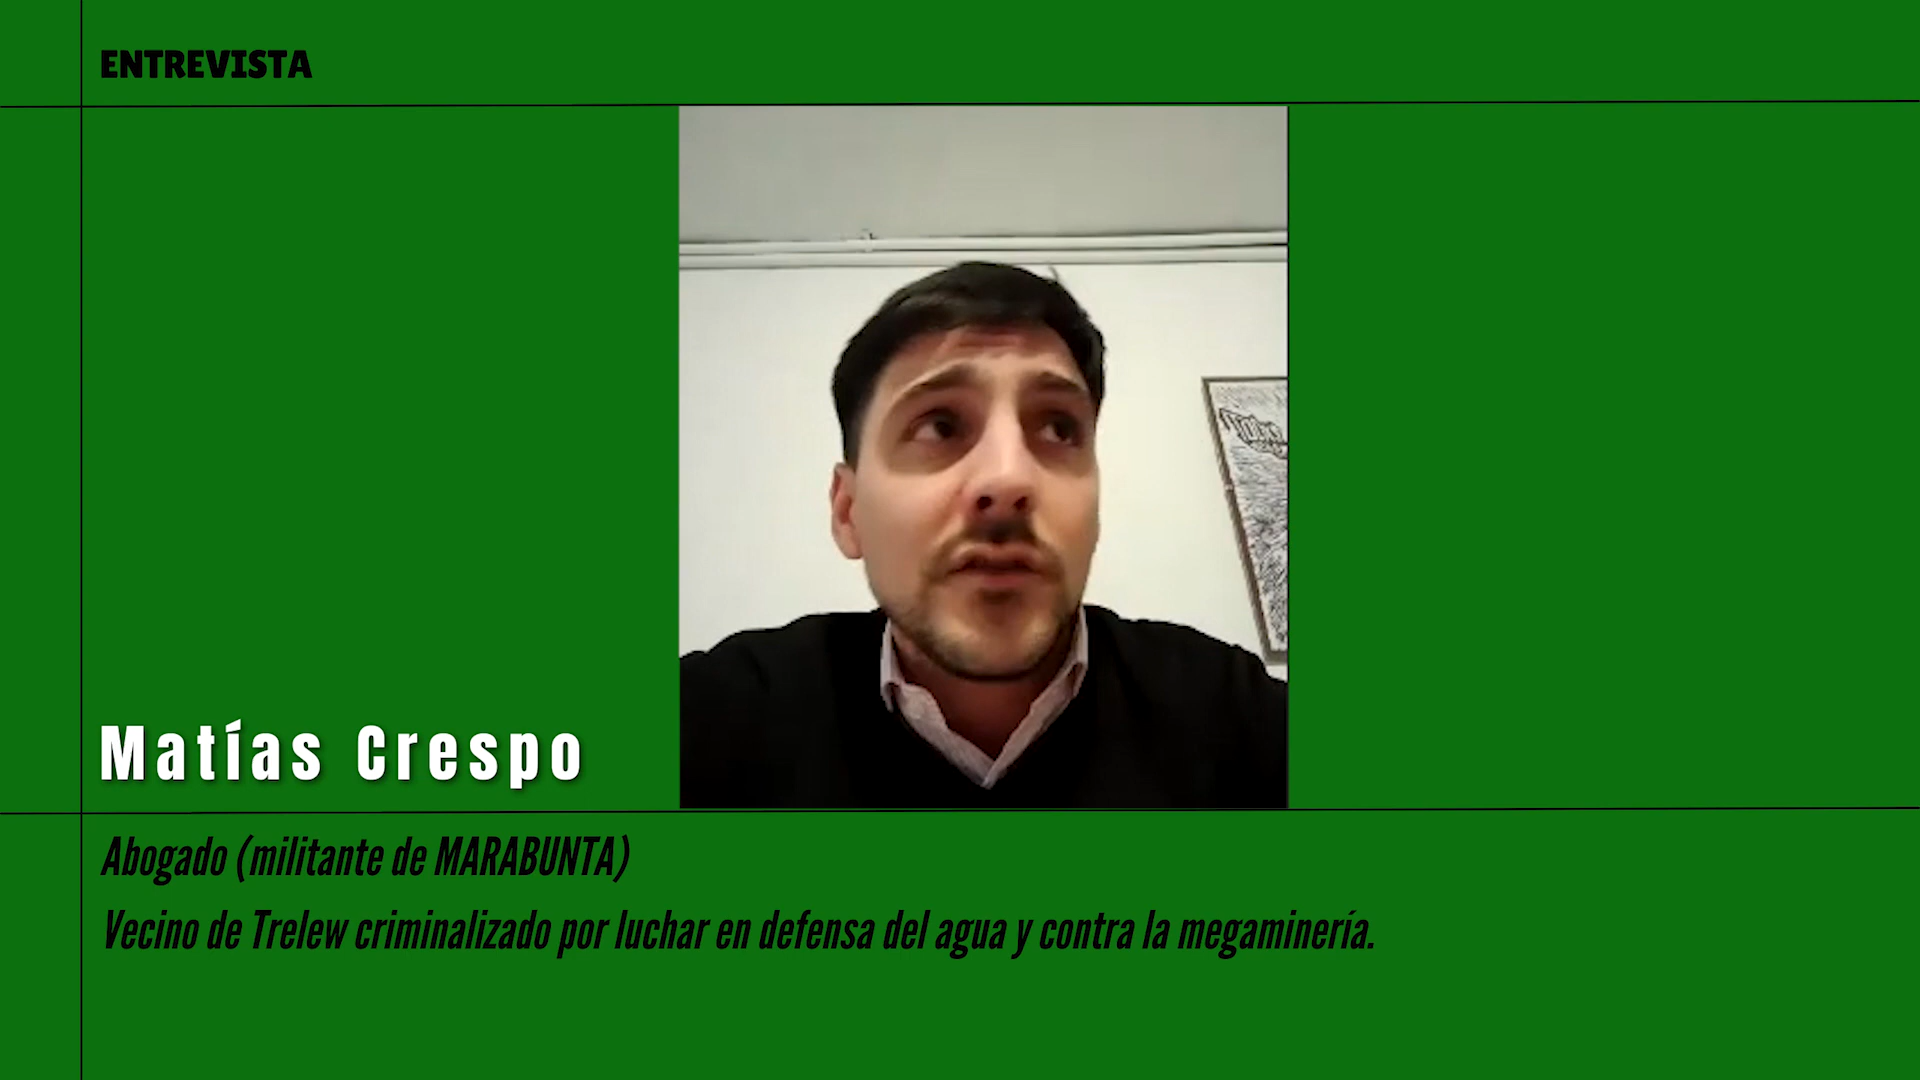 ENTREVISTA
Matías Crespo
Abogado (militante de MARABUNTA)
Vecino de Trelew criminalizado por luchar en defensa del agua y contra la megaminería.